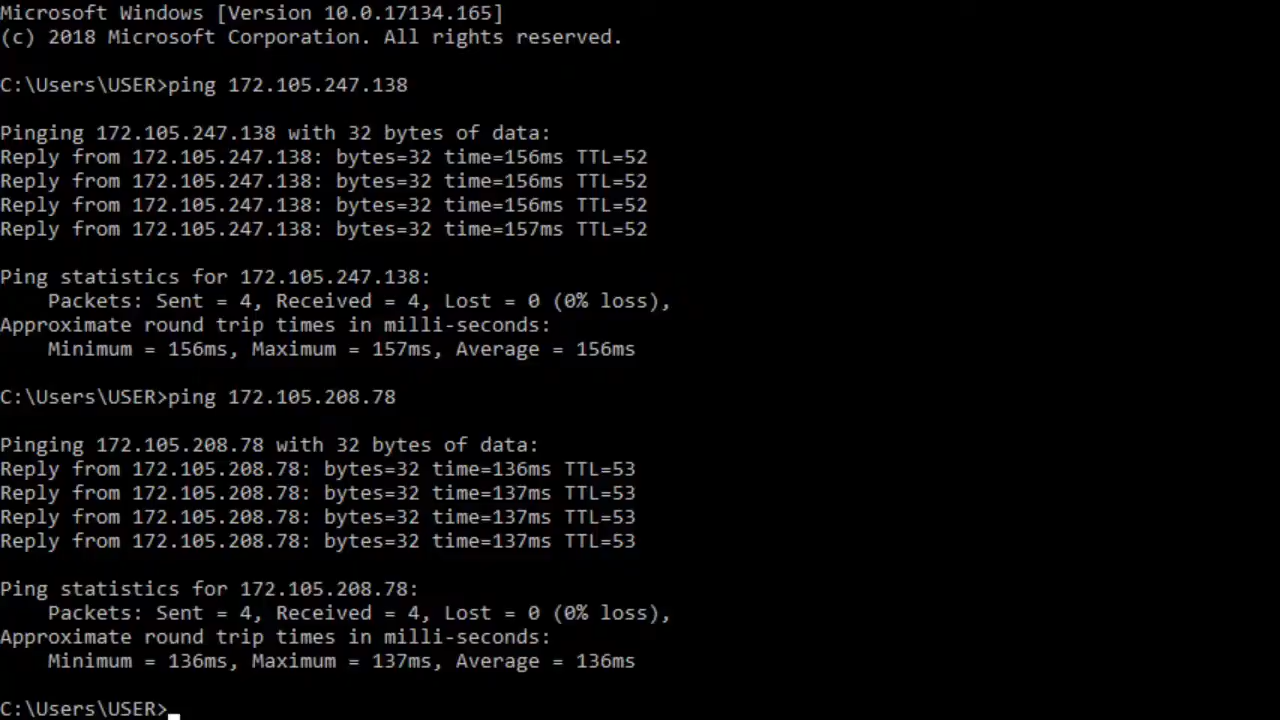 Microsoft Windows [Version 10.0.17134.165]
(c) 2018 Microsoft Corporation. All rights reserved.
C:\Users\USER>ping 172.105.247.138
Pinging 172.105.247.138 with 32 bytes of data:
Reply from 172.105.247.138: bytes=32 time=156ms TTL=52
Reply from 172.105.247.138: bytes=32 time=156ms TTL=52
Reply from 172.105.247.138: bytes=32 time=156ms TTL=52
Reply from 172.105.247.138: bytes=32 time=157ms TTL=52
Ping statistics for 172.105.247.138:
Packets: Sent = 4, Received = 4, Lost = 0 (0% loss),
Approximate round trip times in milli-seconds:
Minimum = 156ms, Maximum = 157ms, Average = 156ms
C:\Users\USER>ping 172.105.208.78
Pinging 172.105.208.78 with 32 bytes of data:
Reply from 172.105.208.78: bytes=32 time=136ms TTL=53
Reply from 172.105.208.78: bytes=32 time=137ms TTL=53
Reply from 172.105.208.78: bytes=32 time=137ms TTL=53
Reply from 172.105.208.78: bytes=32 time=137ms TTL=53
Ping statistics for 172.105.208.78:
Packets: Sent = 4, Received = 4, Lost = 0 (0% loss),
Approximate round trip times in milli-seconds:
Minimum = 136ms, Maximum = 137ms, Average = 136ms
C:\Users\USER>